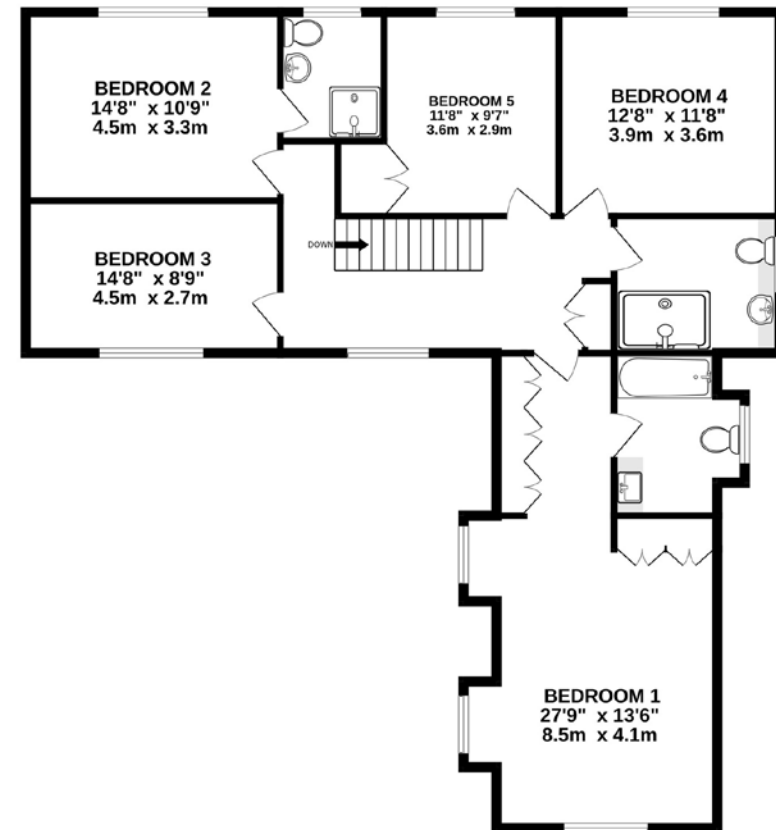 BEDROOM 2
14'8" x 10'9"
4.5m x 3.3m
BEDROOM 5
11'8" x 9'7"
3.6m x 2.9m
BEDROOM 4
12'8" x 11'8"
3.9m x 3.6m
BEDROOM 3
14'8" x 8'9"
4.5m x 2.7m
DOWN
BEDROOM 1
27'9" x 13'6"
8.5m x 4.1m